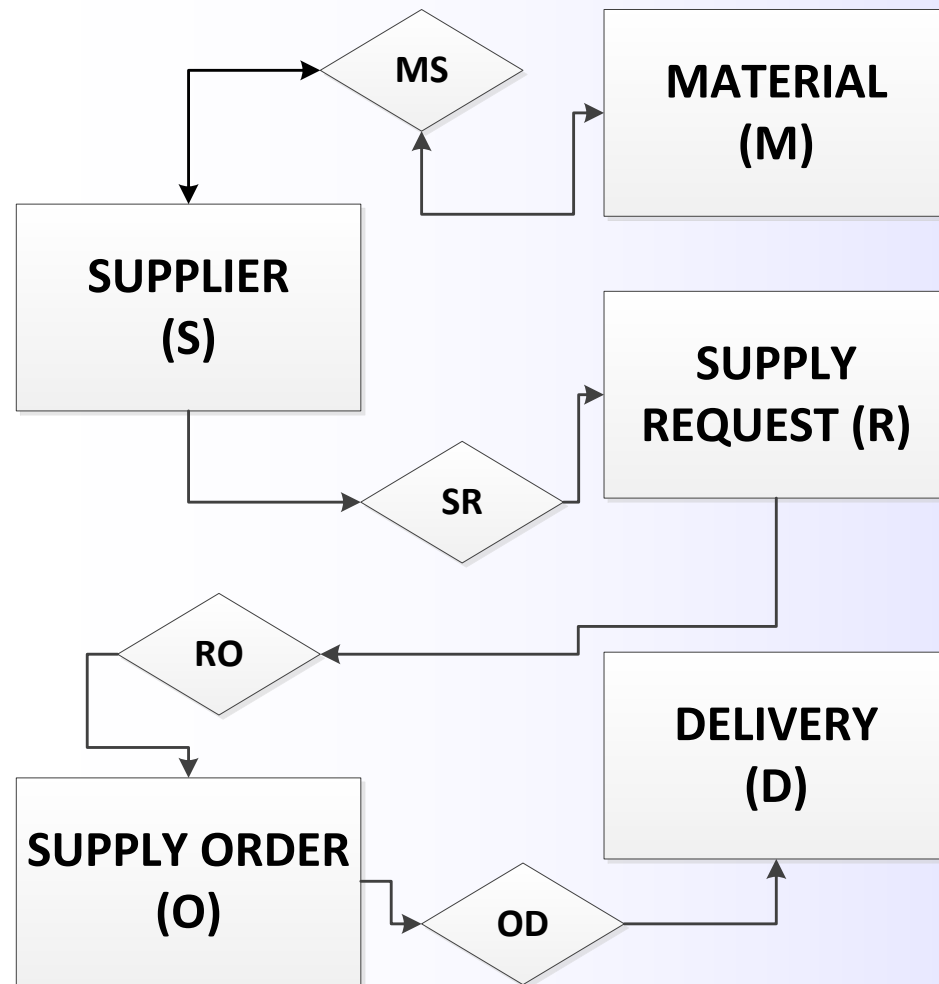 MS
MATERIAL
(M)
SUPPLIER
(S)
SUPPLY
REQUEST (R)
SR
RO
DELIVERY
(D)
SUPPLY ORDER
(O)
OD